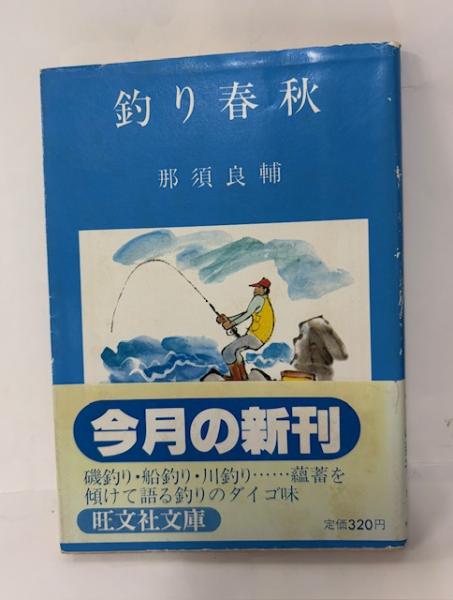 釣り春秋
那須良輔
今月の新刊
磯釣り・船釣り・川釣り……蘊蓄を
傾けて語る釣りのダイゴ味
旺文社文庫
定価320円